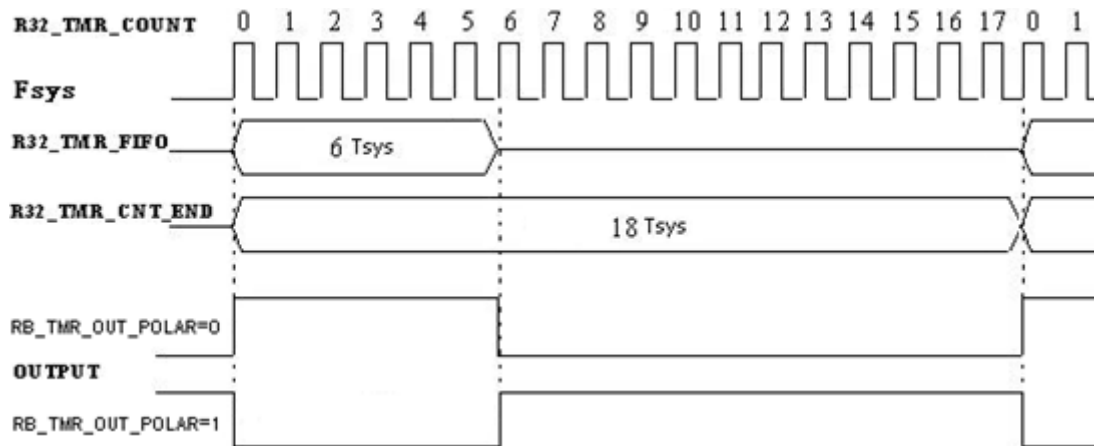 R32_TMR_COUNT 0 1 2 3 4 5 6 7 8 9 10 11 12 13 14 15 16 17 0 1
Fsys
R32_TMR_FIFO 6 Tsys
R32_TMR_CNT_END 18 Tsys
RB_TMR_OUT_POLAR=0
OUTPUT
RB_TMR_OUT_POLAR=1